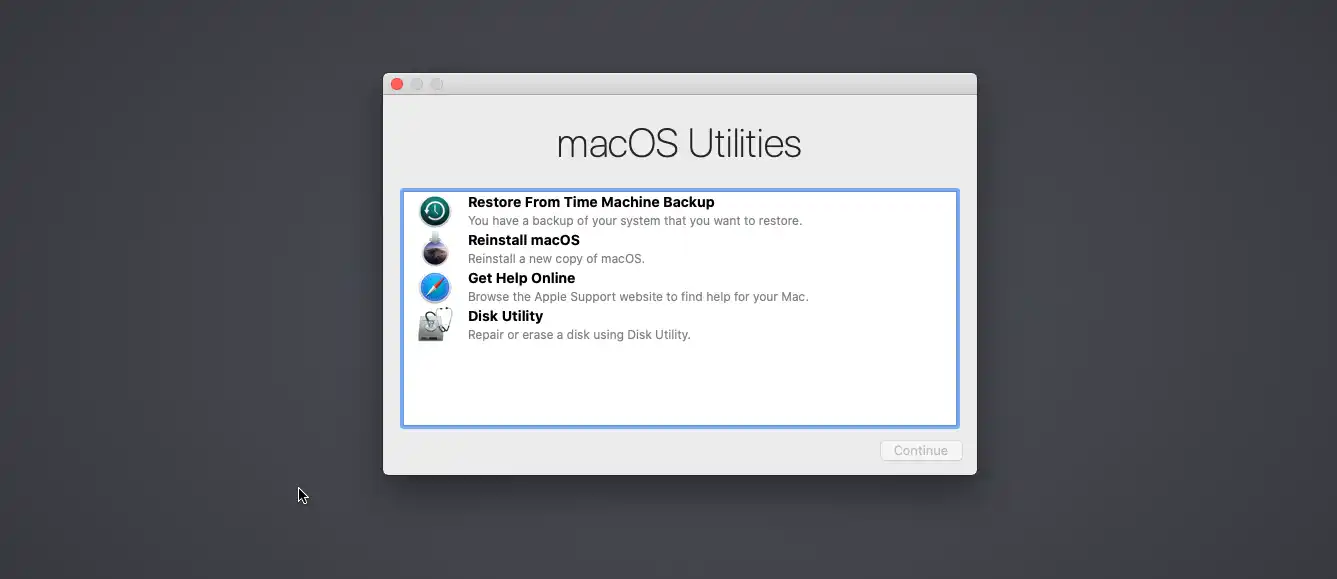 macOS Utilities
Restore From Time Machine Backup
You have a backup of your system that you want to restore.
Reinstall macOS
Reinstall a new copy of macOS.
Get Help Online
Browse the Apple Support website to find help for your Mac.
Disk Utility
Repair or erase a disk using Disk Utility.
Continue